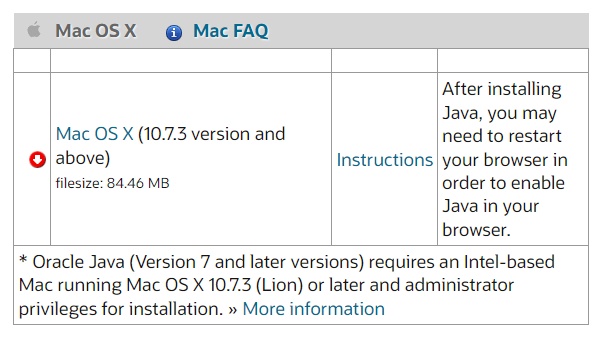 Mac OS X Mac FAQ
Mac OS X (10.7.3 version and
above)
filesize: 84.46 MB
Instructions
After installing
Java, you may
need to restart
your browser in
order to enable
Java in your
browser.
* Oracle Java (Version 7 and later versions) requires an Intel-based
Mac running Mac OS X 10.7.3 (Lion) or later and administrator
privileges for installation. » More information